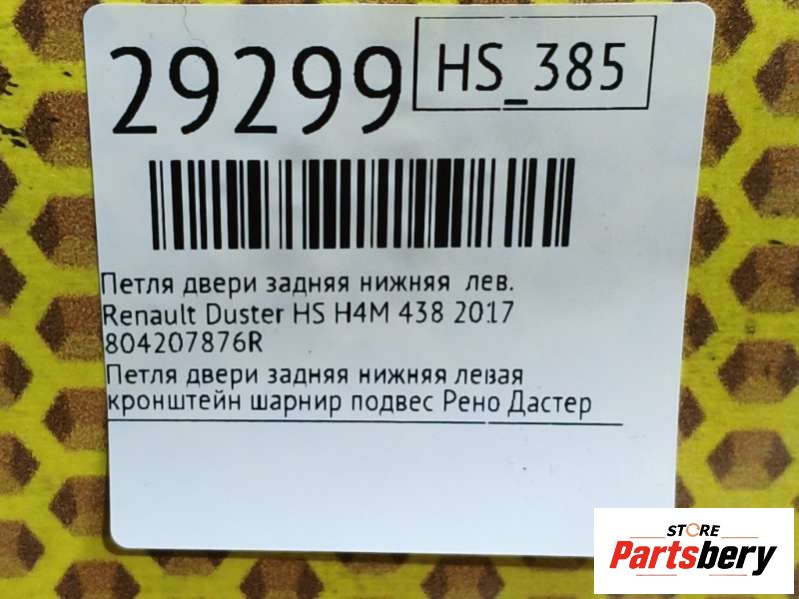 29299
HS_385
Петля двери задняя нижняя лев.
Renault Duster HS H4M 438 2017
804207876R
Петля двери задняя нижняя левая
кронштейн шарнир подвес Рено Дастер
STORE
Partsbery